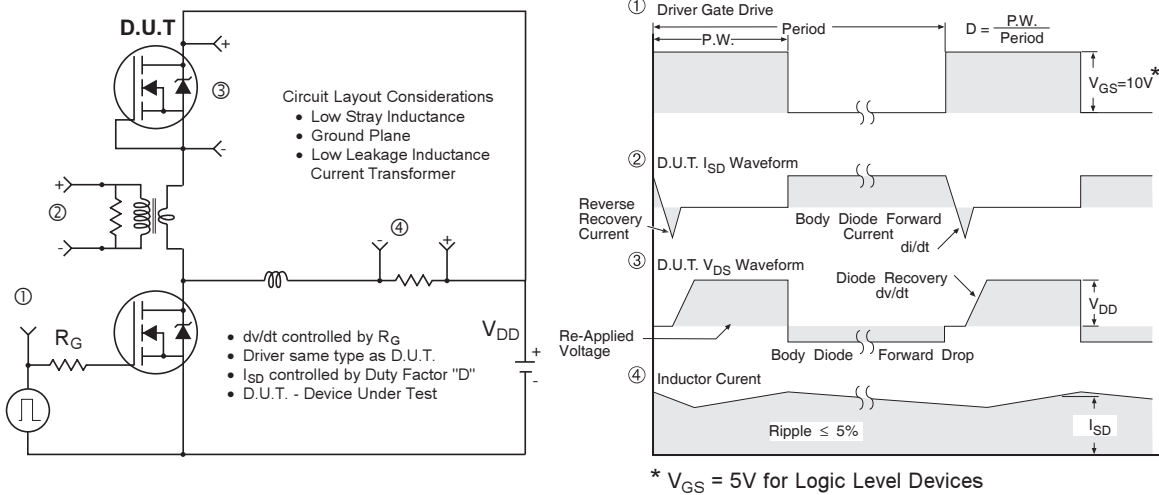 D.U.T
+
③
-
Circuit Layout Considerations
• Low Stray Inductance
• Ground Plane
• Low Leakage Inductance
Current Transformer
+
②
-
④
-
+
①
R_G
• dv/dt controlled by R_G
• Driver same type as D.U.T.
• I_SD controlled by Duty Factor "D"
• D.U.T. - Device Under Test
V_DD
+
-
① Driver Gate Drive
P.W.
Period
D = P.W. / Period
V_GS=10V *
② D.U.T. I_SD Waveform
Reverse
Recovery
Current
Body Diode Forward
Current
di/dt
③ D.U.T. V_DS Waveform
Diode Recovery
dv/dt
V_DD
Re-Applied
Voltage
Body Diode Forward Drop
④ Inductor Curent
Ripple ≤ 5%
I_SD
* V_GS = 5V for Logic Level Devices